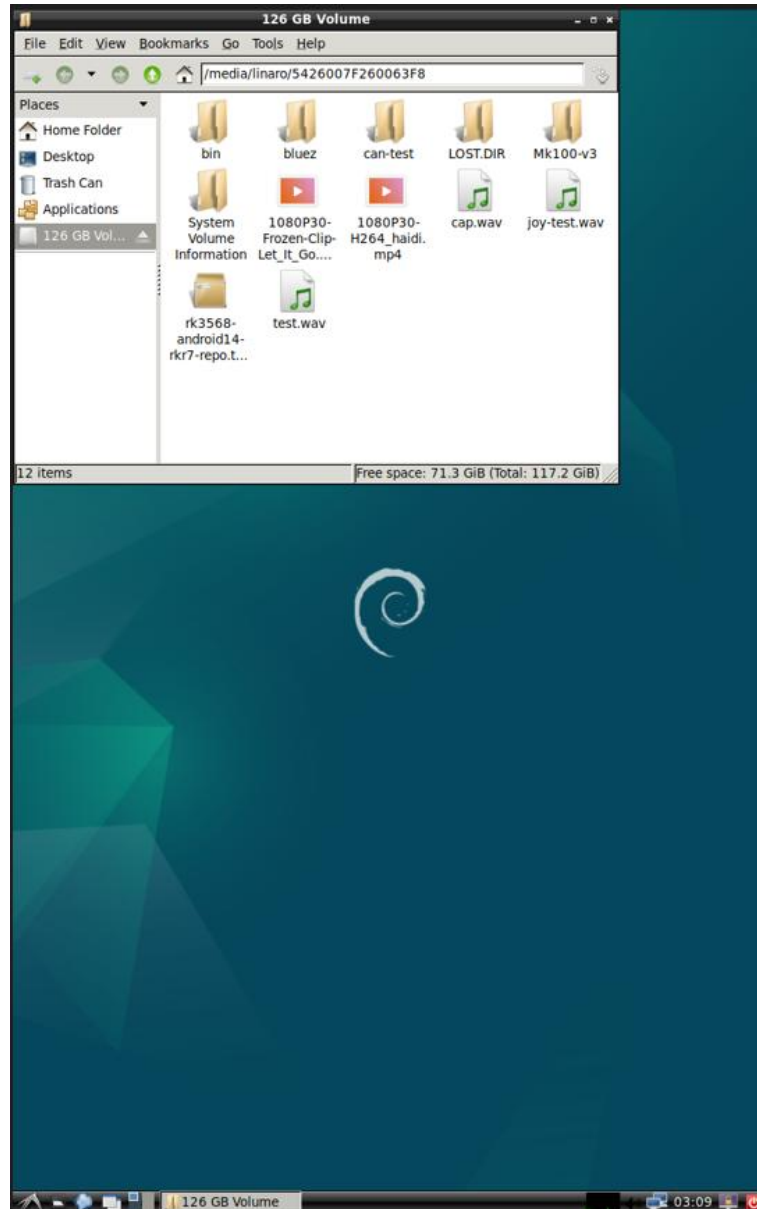 126 GB Volume
File Edit View Bookmarks Go Tools Help
/media/linaro/5426007F260063F8
Places
Home Folder
Desktop
Trash Can
Applications
126 GB Vol...
bin
bluez
can-test
LOST.DIR
Mk100-v3
System
Volume
Information
1080P30-
Frozen-Clip-
Let_It_Go....
1080P30-
H264_haidi.
mp4
cap.wav
joy-test.wav
rk3568-
android14-
rkr7-repo.t...
test.wav
12 items
Free space: 71.3 GiB (Total: 117.2 GiB)
126 GB Volume
03:09